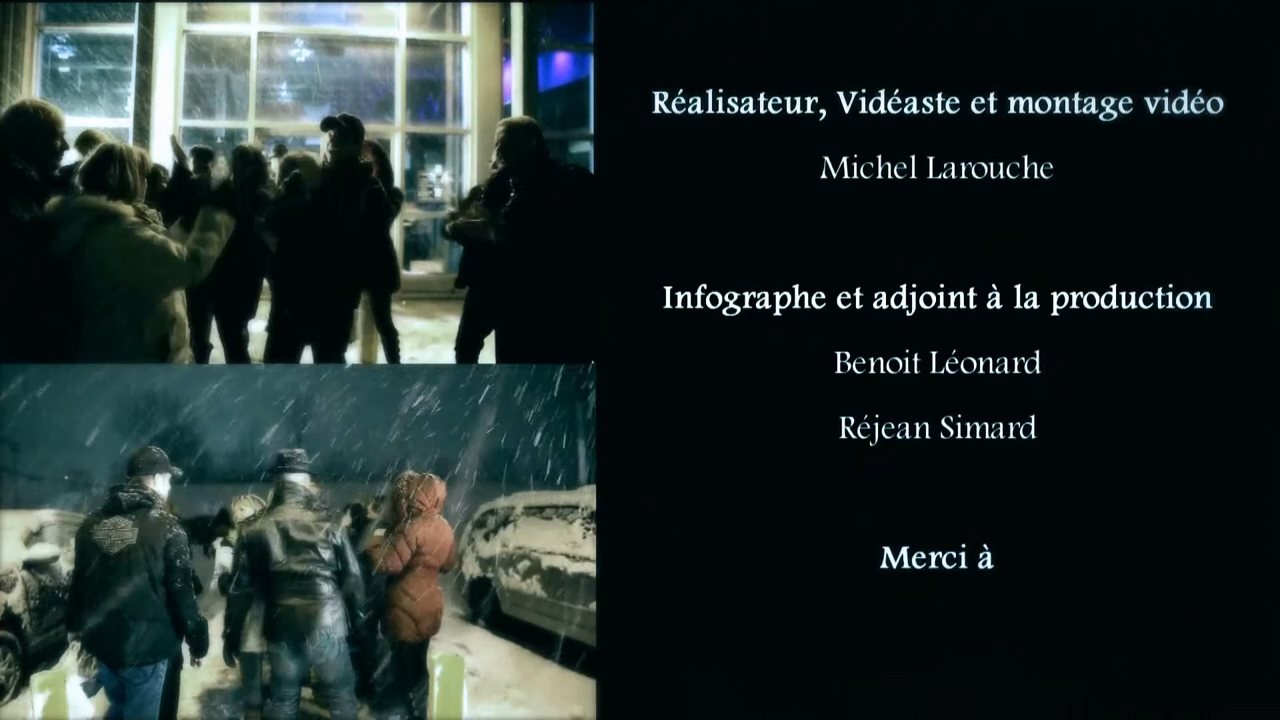 Réalisateur, Vidéaste et montage vidéo
Michel Larouche
Infographe et adjoint à la production
Benoit Léonard
Réjean Simard
Merci à